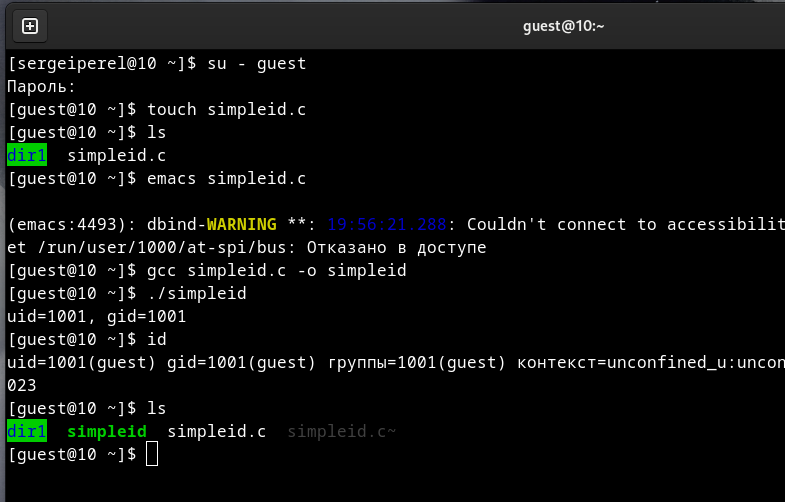 guest@10:~
[sergeiperel@10 ~]$ su - guest
Пароль:
[guest@10 ~]$ touch simpleid.c
[guest@10 ~]$ ls
dir1  simpleid.c
[guest@10 ~]$ emacs simpleid.c
(emacs:4493): dbind-WARNING **: 19:56:21.288: Couldn't connect to accessibilit
et /run/user/1000/at-spi/bus: Отказано в доступе
[guest@10 ~]$ gcc simpleid.c -o simpleid
[guest@10 ~]$ ./simpleid
uid=1001, gid=1001
[guest@10 ~]$ id
uid=1001(guest) gid=1001(guest) группы=1001(guest) контекст=unconfined_u:uncon
023
[guest@10 ~]$ ls
dir1  simpleid  simpleid.c  simpleid.c~
[guest@10 ~]$